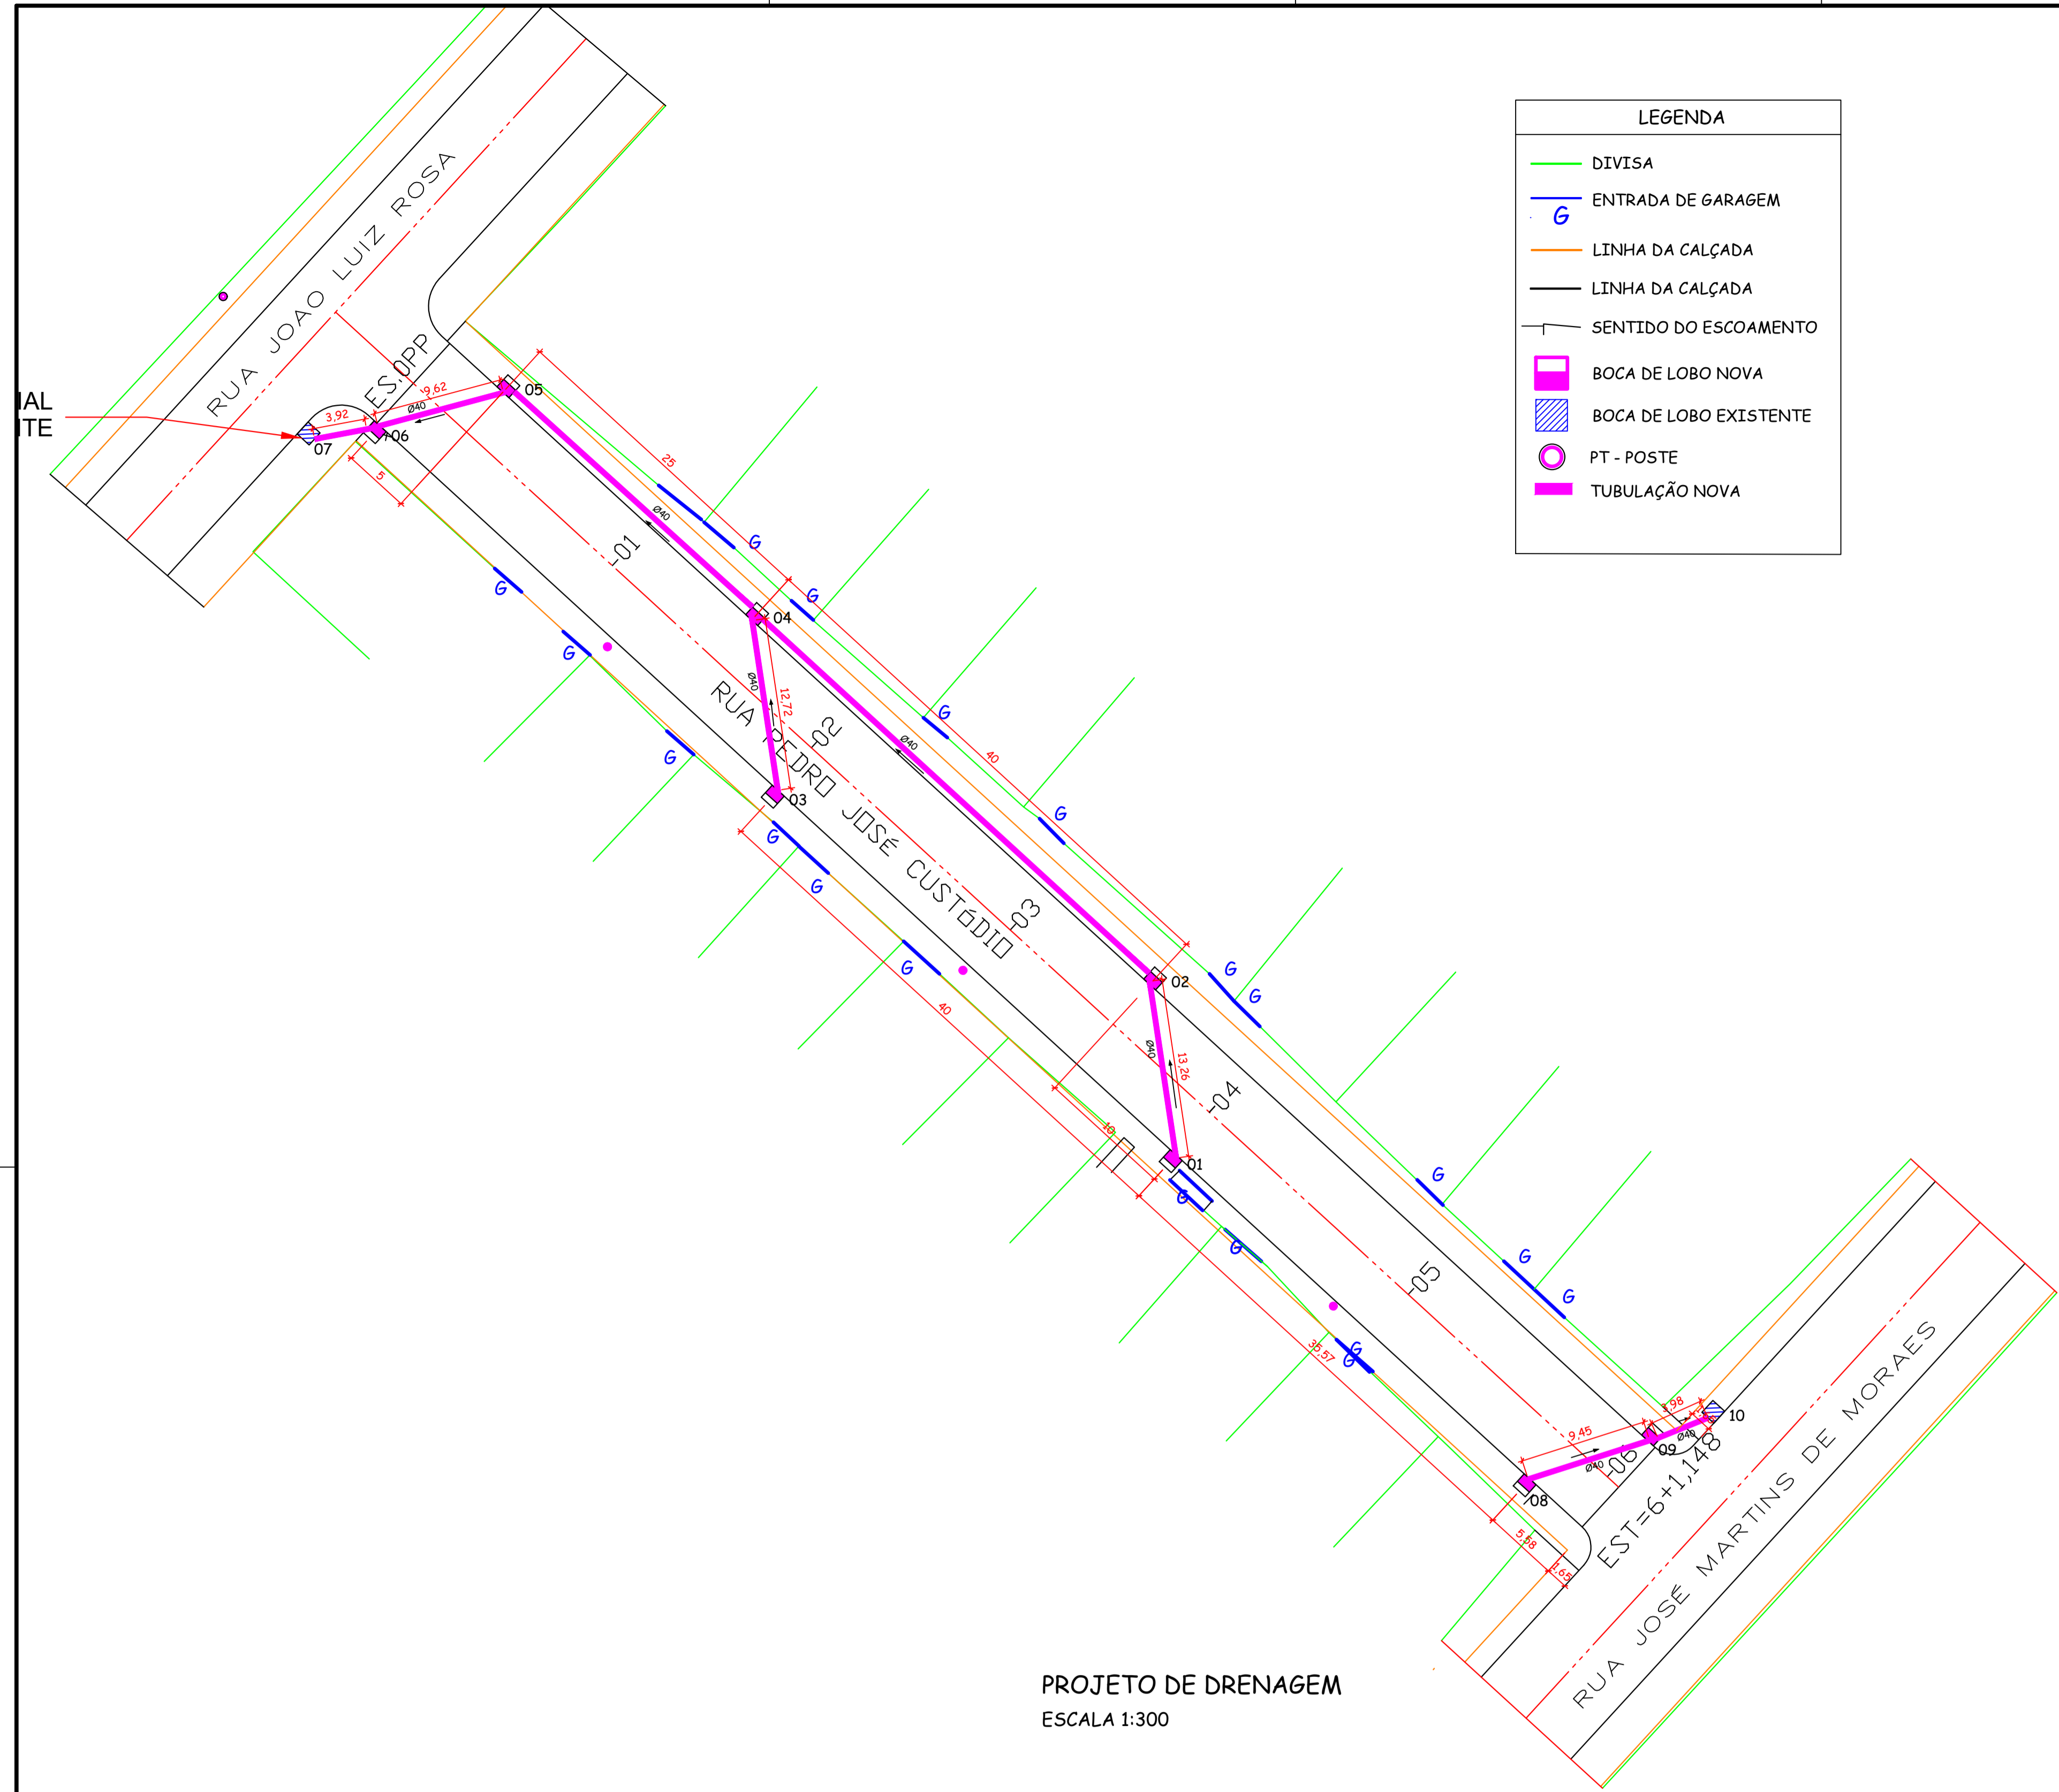 LEGENDA
DIVISA
ENTRADA DE GARAGEM
G
LINHA DA CALÇADA
LINHA DA CALÇADA
SENTIDO DO ESCOAMENTO
BOCA DE LOBO NOVA
BOCA DE LOBO EXISTENTE
PT - POSTE
TUBULAÇÃO NOVA
RUA JOAO LUIZ ROSA
ES.0PP
IAL
ITE
07
3,92
06
Ø40
9,62
05
5
25
Ø40
-01
G
G
G
G
04
12,72
Ø40
03
-02
RUA PEDRO JOSÉ CUSTÓDIO
Ø40
40
G
G
G
G
G
G
40
-03
02
G
G
Ø40
13,26
-04
10
01
G
G
G
-05
G
G
35,57
G
G
9,45
3,98
10
Ø40
09
Ø40
-06
08
EST=6+1,148
5,58
1,65
RUA JOSÉ MARTINS DE MORAES
PROJETO DE DRENAGEM
ESCALA 1:300